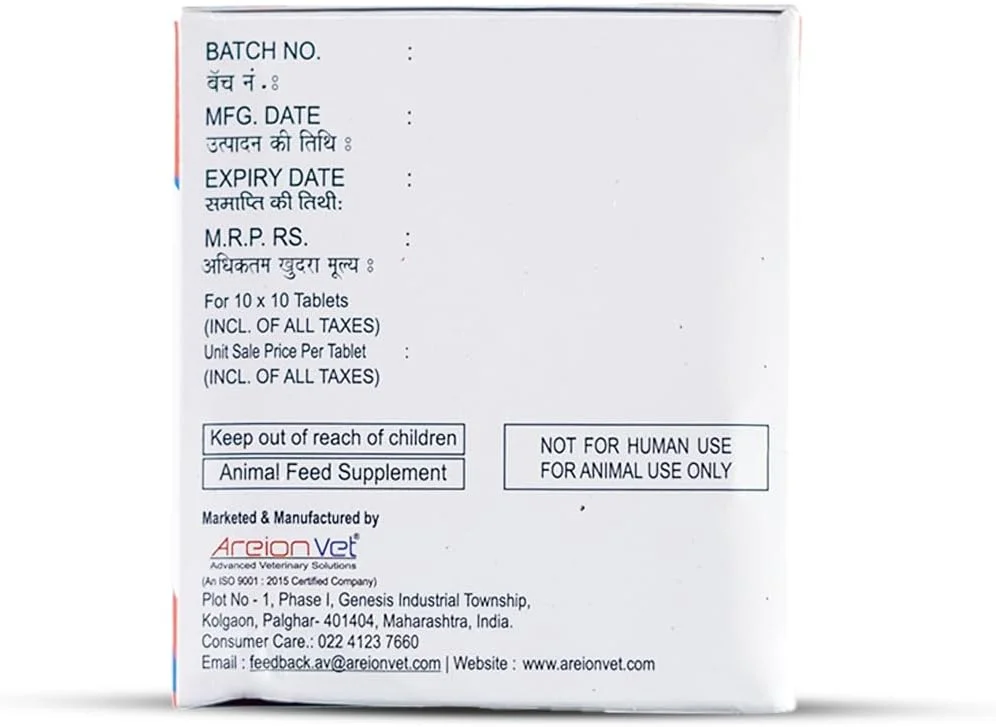 BATCH NO. :
बॅच नं .ः
MFG. DATE :
उत्पादन की तिथि ः
EXPIRY DATE :
समाप्ति की तिथी:
M.R.P. RS. :
अधिकतम खुदरा मूल्य ः
For 10 x 10 Tablets
(INCL. OF ALL TAXES)
Unit Sale Price Per Tablet :
(INCL. OF ALL TAXES)
Keep out of reach of children
Animal Feed Supplement
NOT FOR HUMAN USE
FOR ANIMAL USE ONLY
Marketed & Manufactured by
Areion Vet®
Advanced Veterinary Solutions
(An ISO 9001 : 2015 Certified Company)
Plot No - 1, Phase I, Genesis Industrial Township,
Kolgaon, Palghar- 401404, Maharashtra, India.
Consumer Care.: 022 4123 7660
Email : feedback.av@areionvet.com | Website : www.areionvet.com